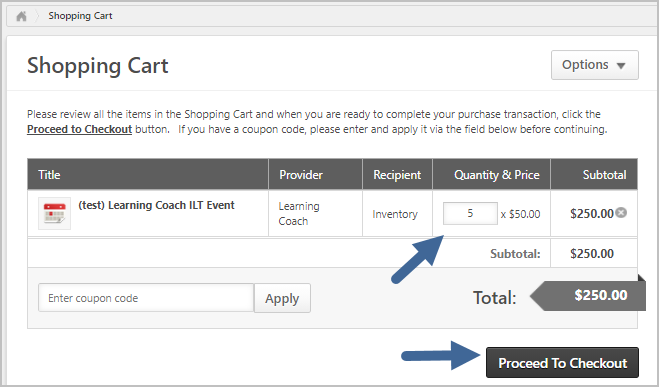 Shopping Cart
Shopping Cart
Options
Please review all the items in the Shopping Cart and when you are ready to complete your purchase transaction, click the
Proceed to Checkout button. If you have a coupon code, please enter and apply it via the field below before continuing.
Title Provider Recipient Quantity & Price Subtotal
(test) Learning Coach ILT Event Learning Coach Inventory 5 x $50.00 $250.00
Subtotal: $250.00
Enter coupon code Apply Total: $250.00
Proceed To Checkout